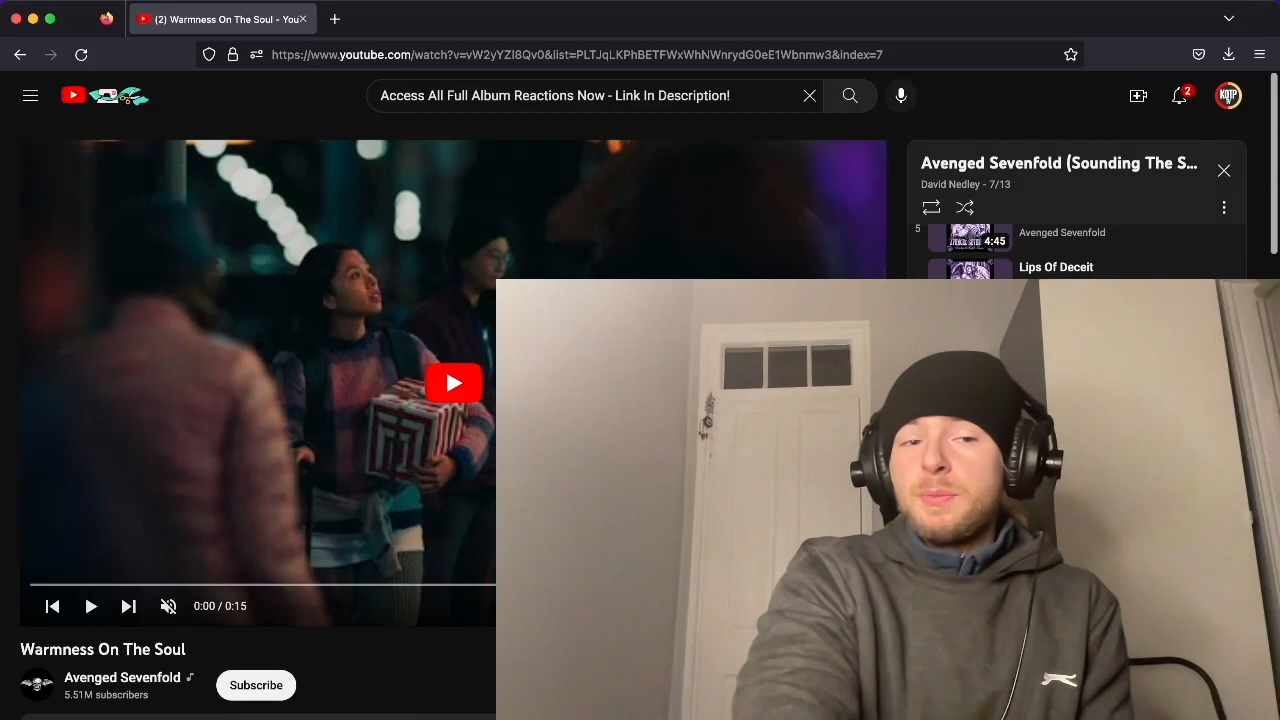 (2) Warmness On The Soul - You
https://www.youtube.com/watch?v=vW2yYZI8Qv0&list=PLTJqLKPhBETFWxWhNWnrydG0eE1Wbnmw3&index=7
Access All Full Album Reactions Now - Link In Description!
2
KOTP
Avenged Sevenfold (Sounding The S...
David Nedley - 7/13
5
4:45
Avenged Sevenfold
Lips Of Deceit
0:00 / 0:15
Warmness On The Soul
Avenged Sevenfold
5.51M subscribers
Subscribe